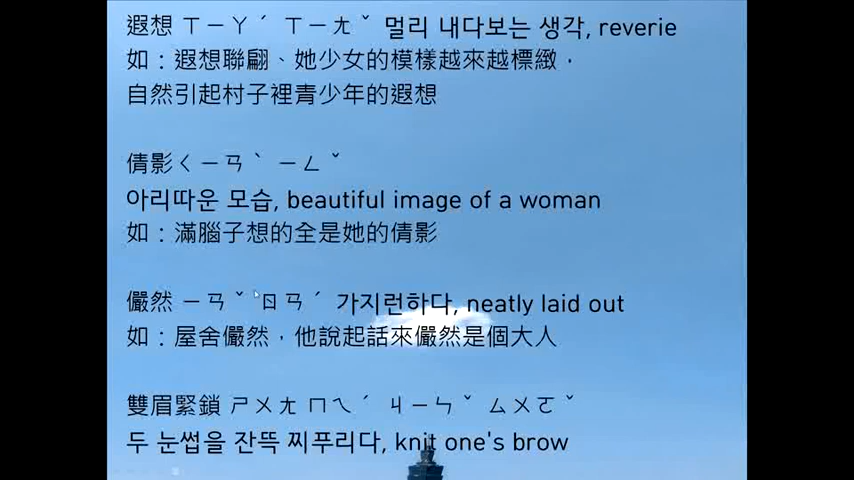 遐想 ㄒㄧㄚˊ ㄒㄧㄤˇ 멀리 내다보는 생각, reverie
如：遐想聯翩、她少女的模樣越來越標緻，
自然引起村子裡青少年的遐想
倩影ㄑㄧㄢˋ ㄧㄥˇ
아리따운 모습, beautiful image of a woman
如：滿腦子想的全是她的倩影
儼然 ㄧㄢˇ ㄖㄢˊ 가지런하다, neatly laid out
如：屋舍儼然，他說起話來儼然是個大人
雙眉緊鎖 ㄕㄨㄤ ㄇㄟˊ ㄐㄧㄣˇ ㄙㄨㄛˇ
두 눈썹을 잔뜩 찌푸리다, knit one's brow